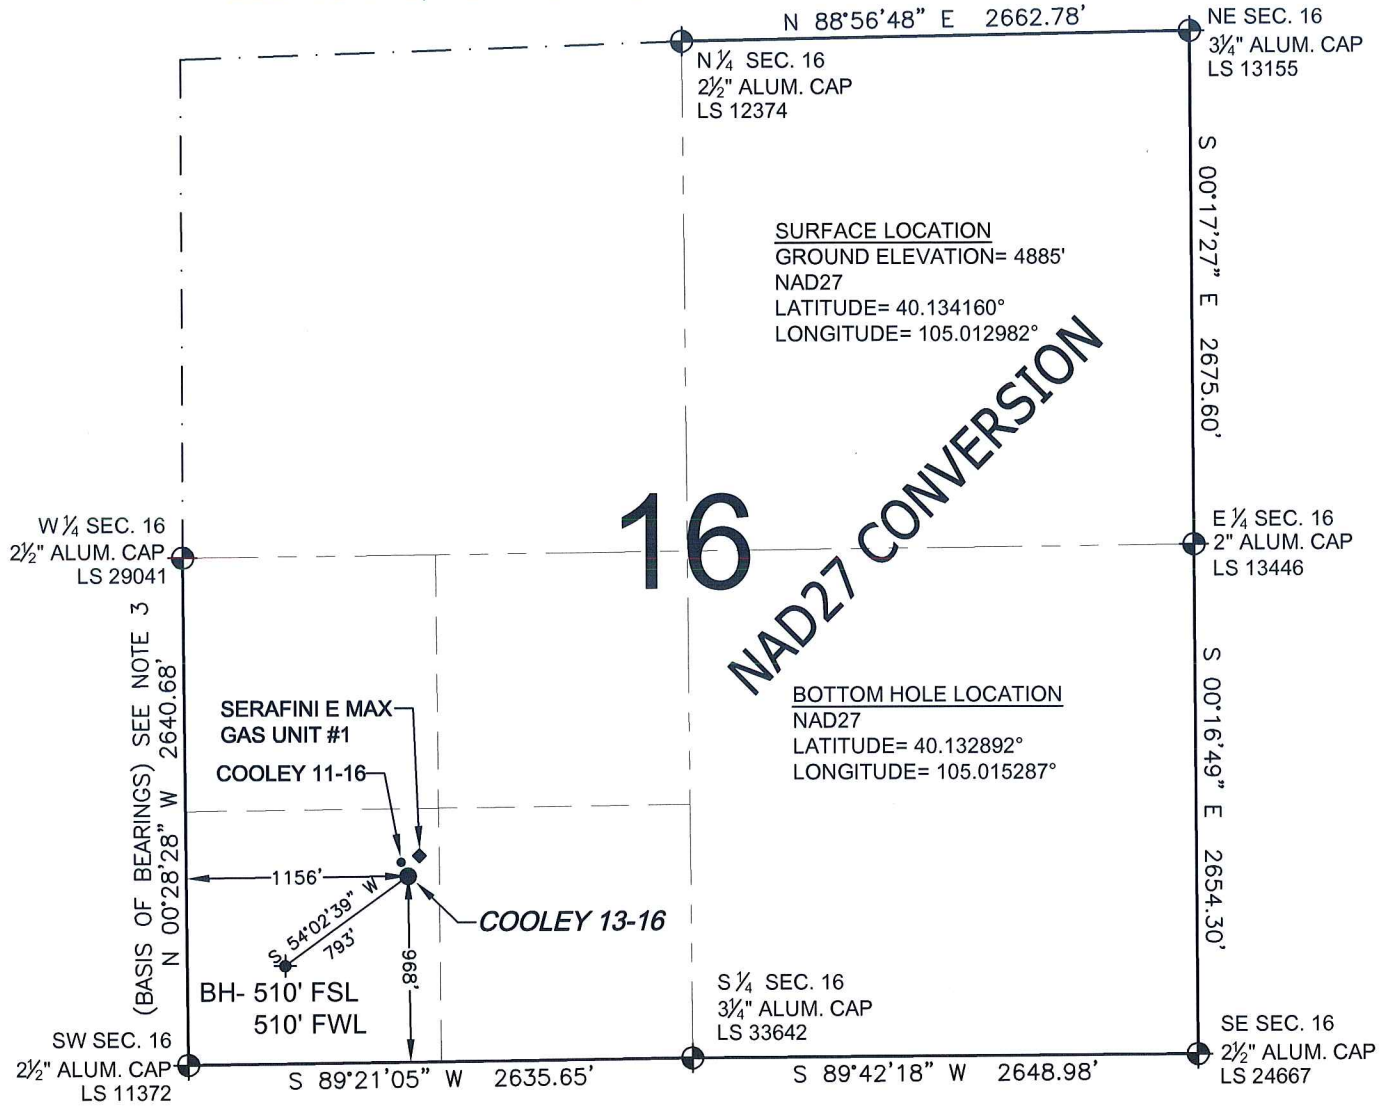 N 88°56'48" E 2662.78'
NE SEC. 16
3¼" ALUM. CAP
LS 13155
N ¼ SEC. 16
2½" ALUM. CAP
LS 12374
S 00°17'27" E 2675.60'
SURFACE LOCATION
GROUND ELEVATION= 4885'
NAD27
LATITUDE= 40.134160°
LONGITUDE= 105.012982°
NAD27 CONVERSION
16
W ¼ SEC. 16
2½" ALUM. CAP
LS 29041
E ¼ SEC. 16
2" ALUM. CAP
LS 13446
(BASIS OF BEARINGS) SEE NOTE 3
N 00°28'28" W 2640.68'
SERAFINI E MAX
GAS UNIT #1
COOLEY 11-16
BOTTOM HOLE LOCATION
NAD27
LATITUDE= 40.132892°
LONGITUDE= 105.015287°
S 00°16'49" E 2654.30'
1156'
S 54°02'39" W
793'
968'
COOLEY 13-16
BH- 510' FSL
510' FWL
S ¼ SEC. 16
3¼" ALUM. CAP
LS 33642
SW SEC. 16
2½" ALUM. CAP
LS 11372
S 89°21'05" W 2635.65'
S 89°42'18" W 2648.98'
SE SEC. 16
2½" ALUM. CAP
LS 24667